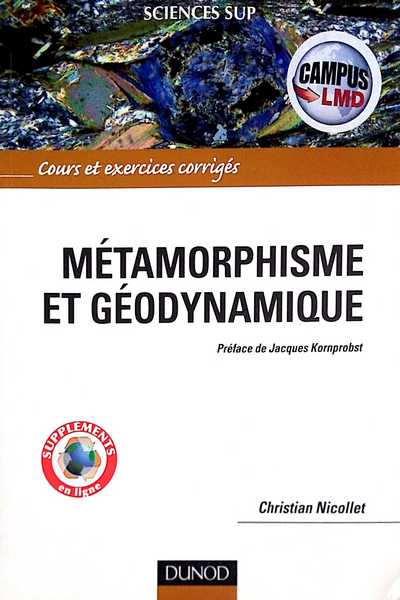 SCIENCES SUP
CAMPUS
LMD
Cours et exercices corrigés
MÉTAMORPHISME
ET GÉODYNAMIQUE
Préface de Jacques Kornprobst
SUPPLÉMENTS
en ligne
Christian Nicollet
DUNOD